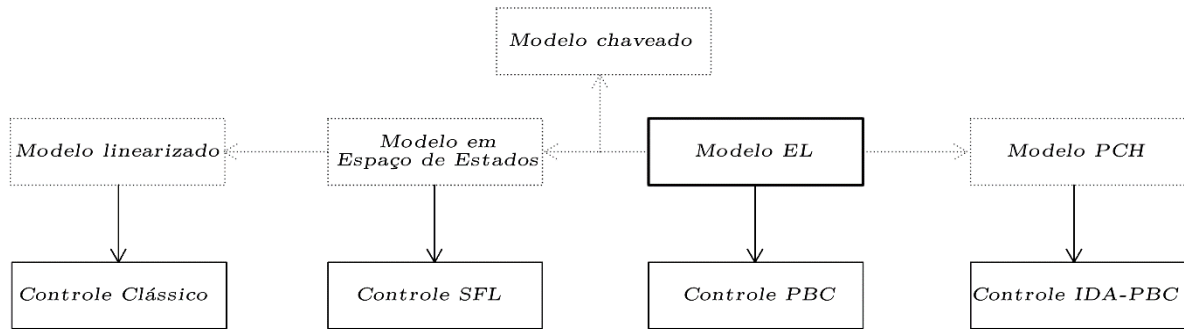 Modelo chaveado
Modelo linearizado
Modelo em
Espaço de Estados
Modelo EL
Modelo PCH
Controle Clássico
Controle SFL
Controle PBC
Controle IDA-PBC